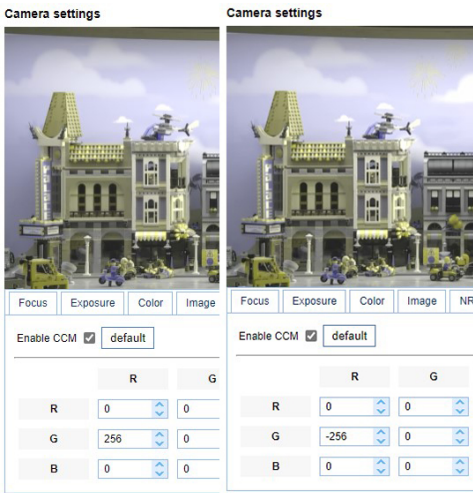 Camera settings
Focus Exposure Color Image
Enable CCM default
R G
R 0 0
G 256 0
B 0 0
Camera settings
Focus Exposure Color Image NR
Enable CCM default
R G
R 0 0
G -256 0
B 0 0